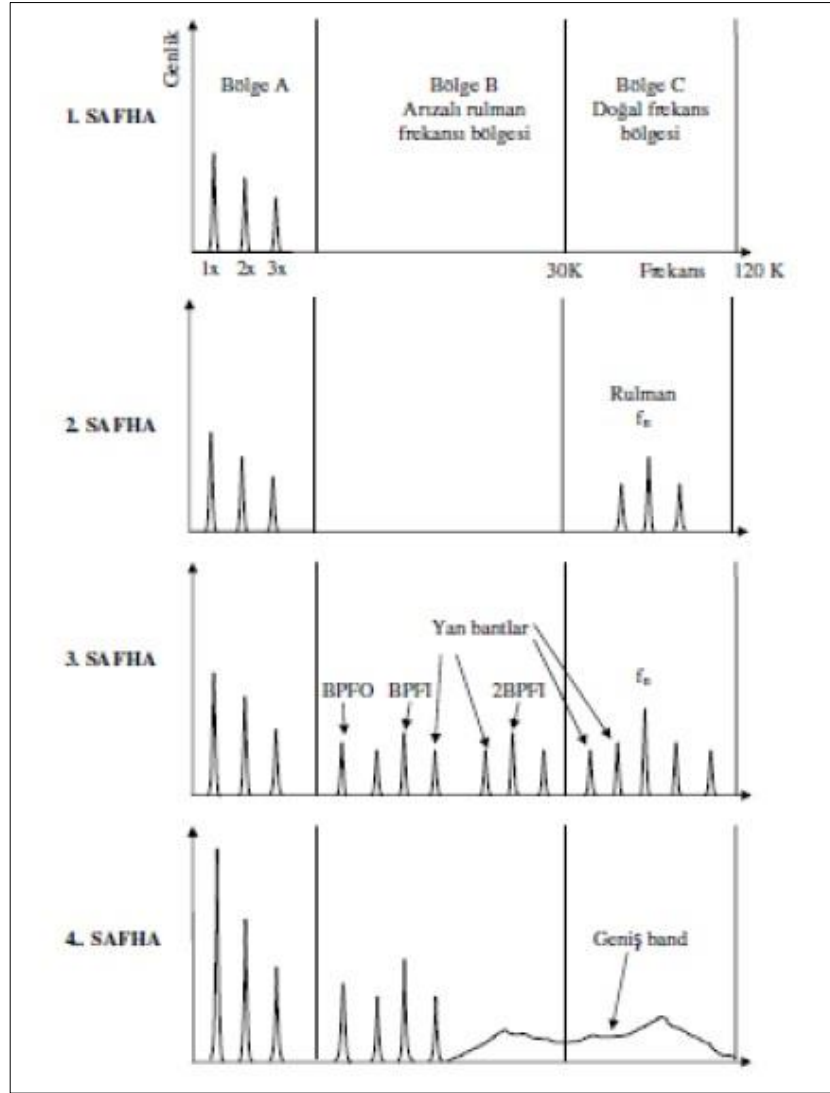 Genlik
1. SAFHA
Bölge A
Bölge B
Arızalı rulman
frekansı bölgesi
Bölge C
Doğal frekans
bölgesi
1x 2x 3x
30K
Frekans
120 K
2. SAFHA
Rulman
fn
3. SAFHA
Yan bantlar
BPFO
BPFI
2BPFI
fn
4.. SAFHA
Geniş band